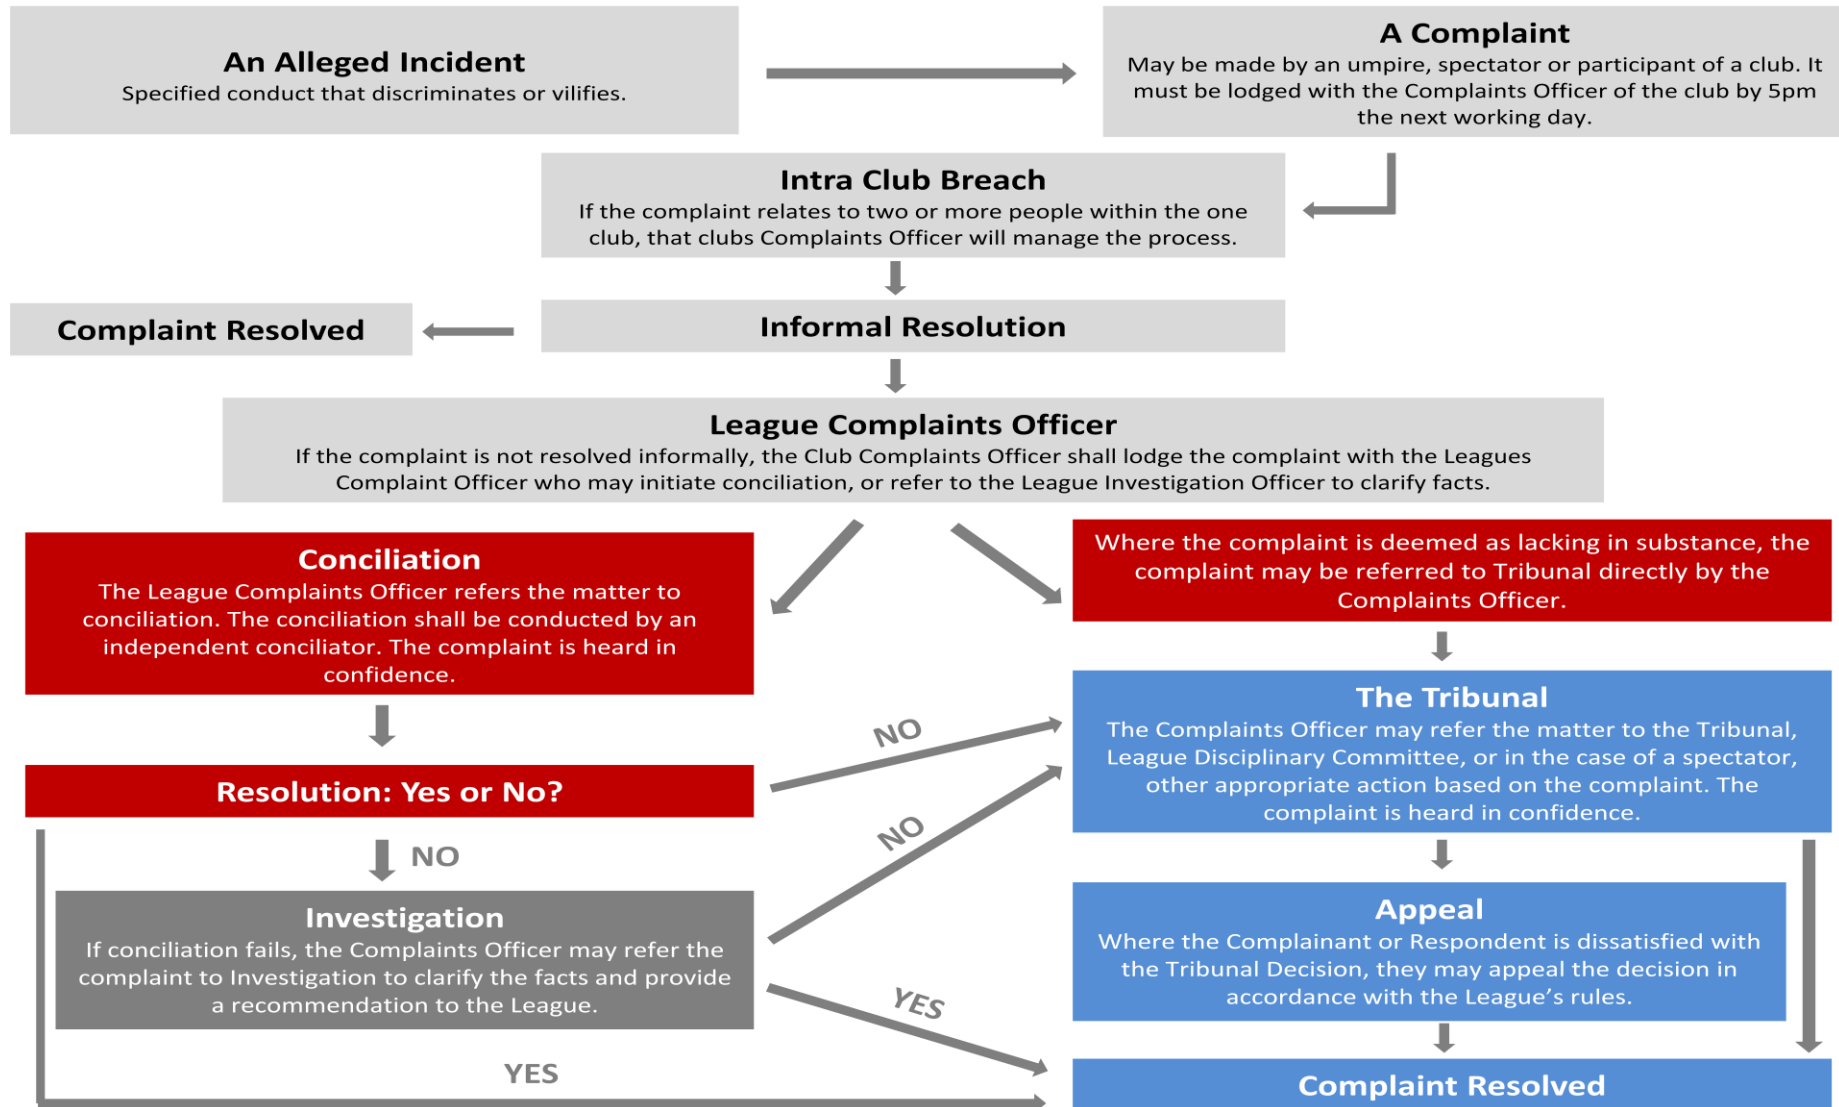 An Alleged Incident
Specified conduct that discriminates or vilifies.
A Complaint
May be made by an umpire, spectator or participant of a club. It
must be lodged with the Complaints Officer of the club by 5pm
the next working day.
Intra Club Breach
If the complaint relates to two or more people within the one
club, that clubs Complaints Officer will manage the process.
Complaint Resolved
Informal Resolution
League Complaints Officer
If the complaint is not resolved informally, the Club Complaints Officer shall lodge the complaint with the Leagues
Complaint Officer who may initiate conciliation, or refer to the League Investigation Officer to clarify facts.
Conciliation
The League Complaints Officer refers the matter to
conciliation. The conciliation shall be conducted by an
independent conciliator. The complaint is heard in
confidence.
Where the complaint is deemed as lacking in substance, the
complaint may be referred to Tribunal directly by the
Complaints Officer.
Resolution: Yes or No?
NO
The Tribunal
The Complaints Officer may refer the matter to the Tribunal,
League Disciplinary Committee, or in the case of a spectator,
other appropriate action based on the complaint. The
complaint is heard in confidence.
NO
NO
Investigation
If conciliation fails, the Complaints Officer may refer the
complaint to Investigation to clarify the facts and provide
a recommendation to the League.
Appeal
Where the Complainant or Respondent is dissatisfied with
the Tribunal Decision, they may appeal the decision in
accordance with the League’s rules.
YES
YES
Complaint Resolved